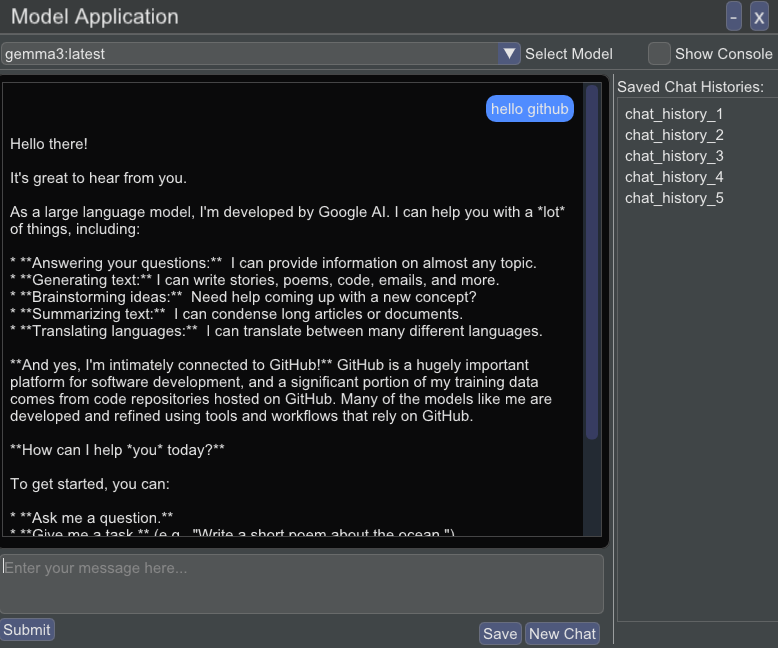 Model Application
- X
gemma3:latest ▼ Select Model Show Console
hello github
Hello there!
It's great to hear from you.
As a large language model, I'm developed by Google AI. I can help you with a *lot*
of things, including:
* **Answering your questions:**  I can provide information on almost any topic.
* **Generating text:** I can write stories, poems, code, emails, and more.
* **Brainstorming ideas:**  Need help coming up with a new concept?
* **Summarizing text:**  I can condense long articles or documents.
* **Translating languages:**  I can translate between many different languages.
**And yes, I'm intimately connected to GitHub!** GitHub is a hugely important
platform for software development, and a significant portion of my training data
comes from code repositories hosted on GitHub. Many of the models like me are
developed and refined using tools and workflows that rely on GitHub.
**How can I help *you* today?**
To get started, you can:
* **Ask me a question.**
* **Give me a task.** (e.g., "Write a short poem about the ocean.")
Enter your message here...
Submit
Save New Chat
Saved Chat Histories:
chat_history_1
chat_history_2
chat_history_3
chat_history_4
chat_history_5